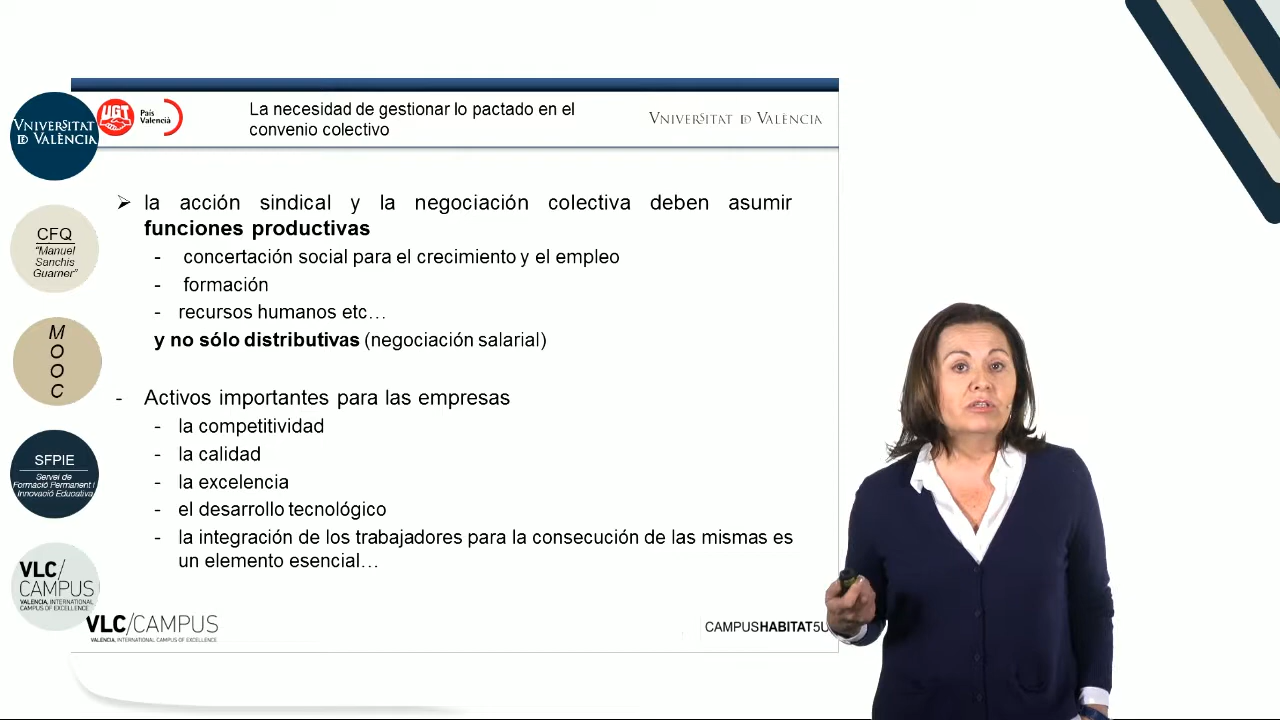 La necesidad de gestionar lo pactado en el
convenio colectivo
UGT
País
Valencià
VNIVERSITAT ID VALÈNCIA
VNIVERSITAT
ID VALÈNCIA
CFQ
"Manuel
Sanchis
Guarner"
M
O
O
C
SFPIE
Servei de
Formació Permanent i
Innovació Educativa
VLC/
CAMPUS
VALENCIA, INTERNATIONAL
CAMPUS OF EXCELLENCE
➢ la acción sindical y la negociación colectiva deben asumir
funciones productivas
- concertación social para el crecimiento y el empleo
- formación
- recursos humanos etc…
y no sólo distributivas (negociación salarial)
- Activos importantes para las empresas
- la competitividad
- la calidad
- la excelencia
- el desarrollo tecnológico
- la integración de los trabajadores para la consecución de las mismas es
un elemento esencial…
VLC/CAMPUS
VALENCIA, INTERNATIONAL CAMPUS OF EXCELLENCE
CAMPUSHABITAT5U